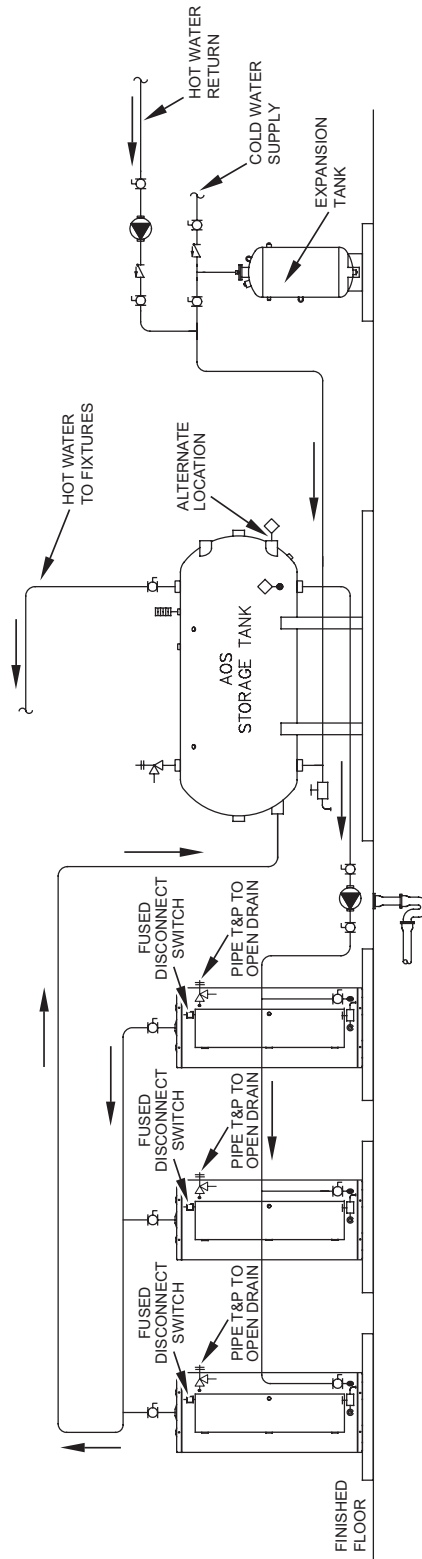 FUSED
DISCONNECT
SWITCH
PIPE T&P TO
OPEN DRAIN
FUSED
DISCONNECT
SWITCH
PIPE T&P TO
OPEN DRAIN
FUSED
DISCONNECT
SWITCH
PIPE T&P TO
OPEN DRAIN
FINISHED
FLOOR
HOT WATER
TO FIXTURES
AOS
STORAGE TANK
ALTERNATE
LOCATION
HOT WATER
RETURN
COLD WATER
SUPPLY
EXPANSION
TANK